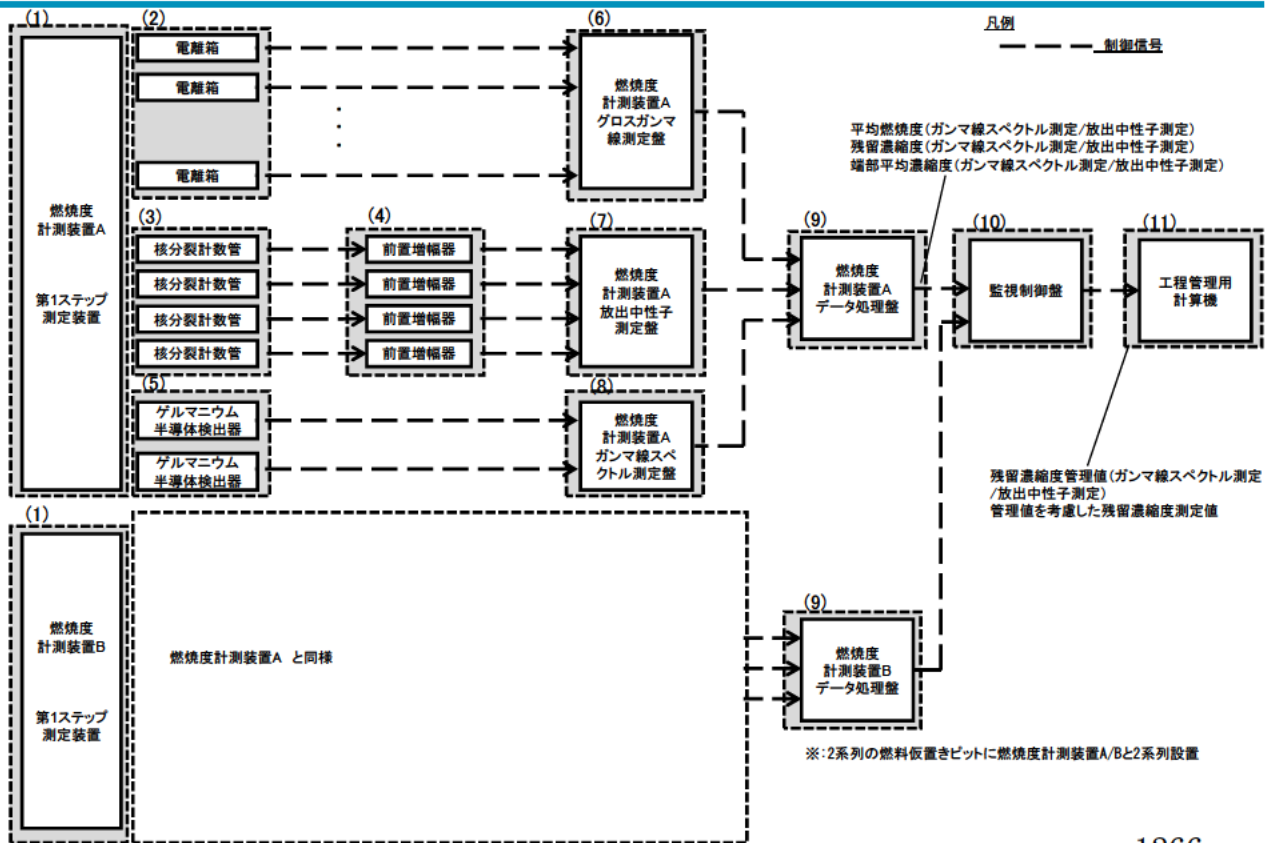 (1)
(2)
(6)
凡例
制御信号
電離箱
電離箱
・
・
・
電離箱
燃焼度
計測装置A
グロスガンマ
線測定盤
平均燃焼度(ガンマ線スペクトル測定/放出中性子測定)
残留濃縮度(ガンマ線スペクトル測定/放出中性子測定)
端部平均濃縮度(ガンマ線スペクトル測定/放出中性子測定)
燃焼度
計測装置A
第1ステップ
測定装置
(3)
(4)
(7)
(9)
(10)
(11)
核分裂計数管
前置増幅器
核分裂計数管
前置増幅器
核分裂計数管
前置増幅器
核分裂計数管
前置増幅器
燃焼度
計測装置A
放出中性子
測定盤
燃焼度
計測装置A
データ処理盤
監視制御盤
工程管理用
計算機
(5)
(8)
ゲルマニウム
半導体検出器
ゲルマニウム
半導体検出器
燃焼度
計測装置A
ガンマ線スペ
クトル測定盤
残留濃縮度管理値(ガンマ線スペクトル測定
/放出中性子測定)
管理値を考慮した残留濃縮度測定値
(1)
燃焼度
計測装置B
第1ステップ
測定装置
燃焼度計測装置A と同様
(9)
燃焼度
計測装置B
データ処理盤
※:2系列の燃料仮置きピットに燃焼度計測装置A/Bと2系列設置